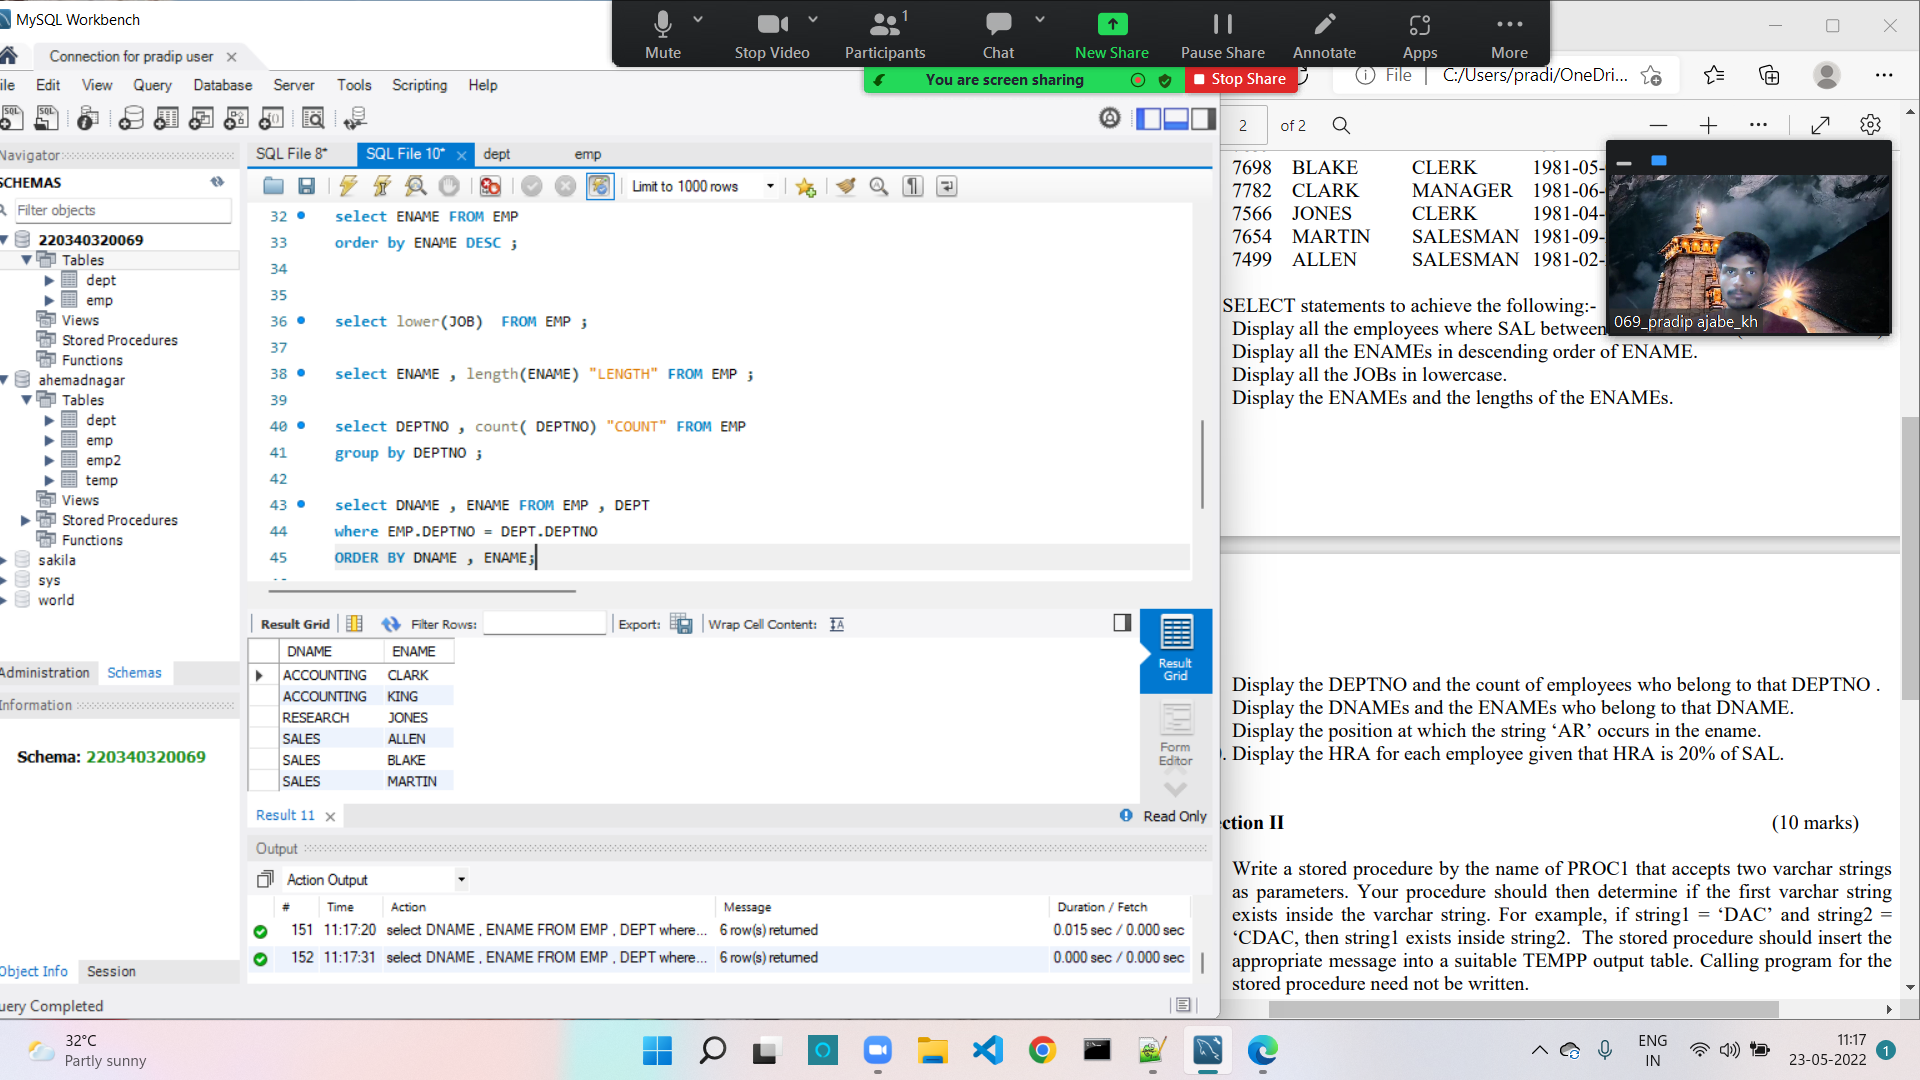 MySQL Workbench
Connection for pradip user
ile Edit View Query Database Server Tools Scripting Help
Mute
Stop Video
1
Participants
Chat
New Share
Pause Share
Annotate
Apps
More
You are screen sharing
Stop Share
File
C:/Users/pradi/OneDri...
2 of 2
Navigator
SCHEMAS
Filter objects
220340320069
Tables
dept
emp
Views
Stored Procedures
Functions
ahemadnagar
Tables
dept
emp
emp2
temp
Views
Stored Procedures
Functions
sakila
sys
world
Administration Schemas
Information
Schema: 220340320069
Object Info Session
uery Completed
SQL File 8* SQL File 10* dept emp
Limit to 1000 rows
32 select ENAME FROM EMP
33 order by ENAME DESC ;
34
35
36 select lower(JOB)  FROM EMP ;
37
38 select ENAME , length(ENAME) "LENGTH" FROM EMP ;
39
40 select DEPTNO , count( DEPTNO) "COUNT" FROM EMP
41 group by DEPTNO ;
42
43 select DNAME , ENAME FROM EMP , DEPT
44 where EMP.DEPTNO = DEPT.DEPTNO
45 ORDER BY DNAME , ENAME;
Result Grid Filter Rows: Export: Wrap Cell Content:
DNAME ENAME
ACCOUNTING CLARK
ACCOUNTING KING
RESEARCH JONES
SALES ALLEN
SALES BLAKE
SALES MARTIN
Result Grid
Form Editor
Result 11
Read Only
Output
Action Output
# Time Action Message Duration / Fetch
151 11:17:20 select DNAME , ENAME FROM EMP , DEPT where... 6 row(s) returned 0.015 sec / 0.000 sec
152 11:17:31 select DNAME , ENAME FROM EMP , DEPT where... 6 row(s) returned 0.000 sec / 0.000 sec
7698 BLAKE CLERK 1981-05-
7782 CLARK MANAGER 1981-06-
7566 JONES CLERK 1981-04-
7654 MARTIN SALESMAN 1981-09-
7499 ALLEN SALESMAN 1981-02-
069_pradip ajabe_kh
SELECT statements to achieve the following:-
Display all the employees where SAL between
Display all the ENAMEs in descending order of ENAME.
Display all the JOBs in lowercase.
Display the ENAMEs and the lengths of the ENAMEs.
Display the DEPTNO and the count of employees who belong to that DEPTNO .
Display the DNAMEs and the ENAMEs who belong to that DNAME.
Display the position at which the string ‘AR’ occurs in the ename.
. Display the HRA for each employee given that HRA is 20% of SAL.
ction II (10 marks)
Write a stored procedure by the name of PROC1 that accepts two varchar strings
as parameters. Your procedure should then determine if the first varchar string
exists inside the varchar string. For example, if string1 = ‘DAC’ and string2 =
‘CDAC, then string1 exists inside string2.  The stored procedure should insert the
appropriate message into a suitable TEMPP output table. Calling program for the
stored procedure need not be written.
32°C
Partly sunny
ENG
IN
11:17
23-05-2022
1